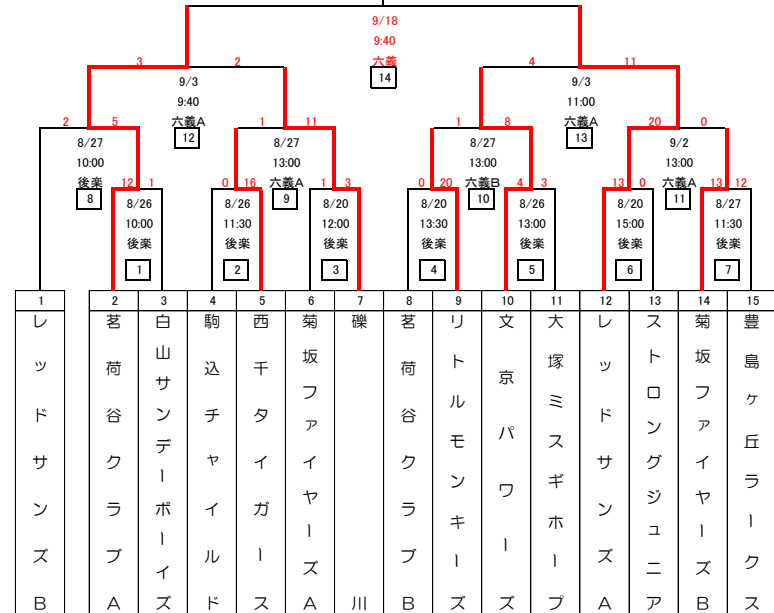 9/18
9:40
六義
14
3 2
9/3
9:40
六義A
12
4 11
9/3
11:00
六義A
13
2 5
8/27
10:00
後楽
8
1 11
8/27
13:00
六義A
9
1 8
8/27
13:00
六義B
10
20 0
9/2
13:00
六義A
11
12 1
8/26
10:00
後楽
1
0 16
8/26
11:30
後楽
2
1 3
8/20
12:00
後楽
3
0 20
8/20
13:30
後楽
4
4 3
8/26
13:00
後楽
5
13 0
8/20
15:00
後楽
6
13 12
8/27
11:30
後楽
7
1
レッドサンズB
2
茗荷谷クラブA
3
白山サンデーボーイズ
4
駒込チャイルド
5
西千タイガース
6
菊坂ファイヤーズA
7
礫川
8
茗荷谷クラブB
9
リトルモンキーズ
10
文京パワーズ
11
大塚ミスギホープ
12
レッドサンズA
13
ストロングジュニア
14
菊坂ファイヤーズB
15
豊島ヶ丘ラークス